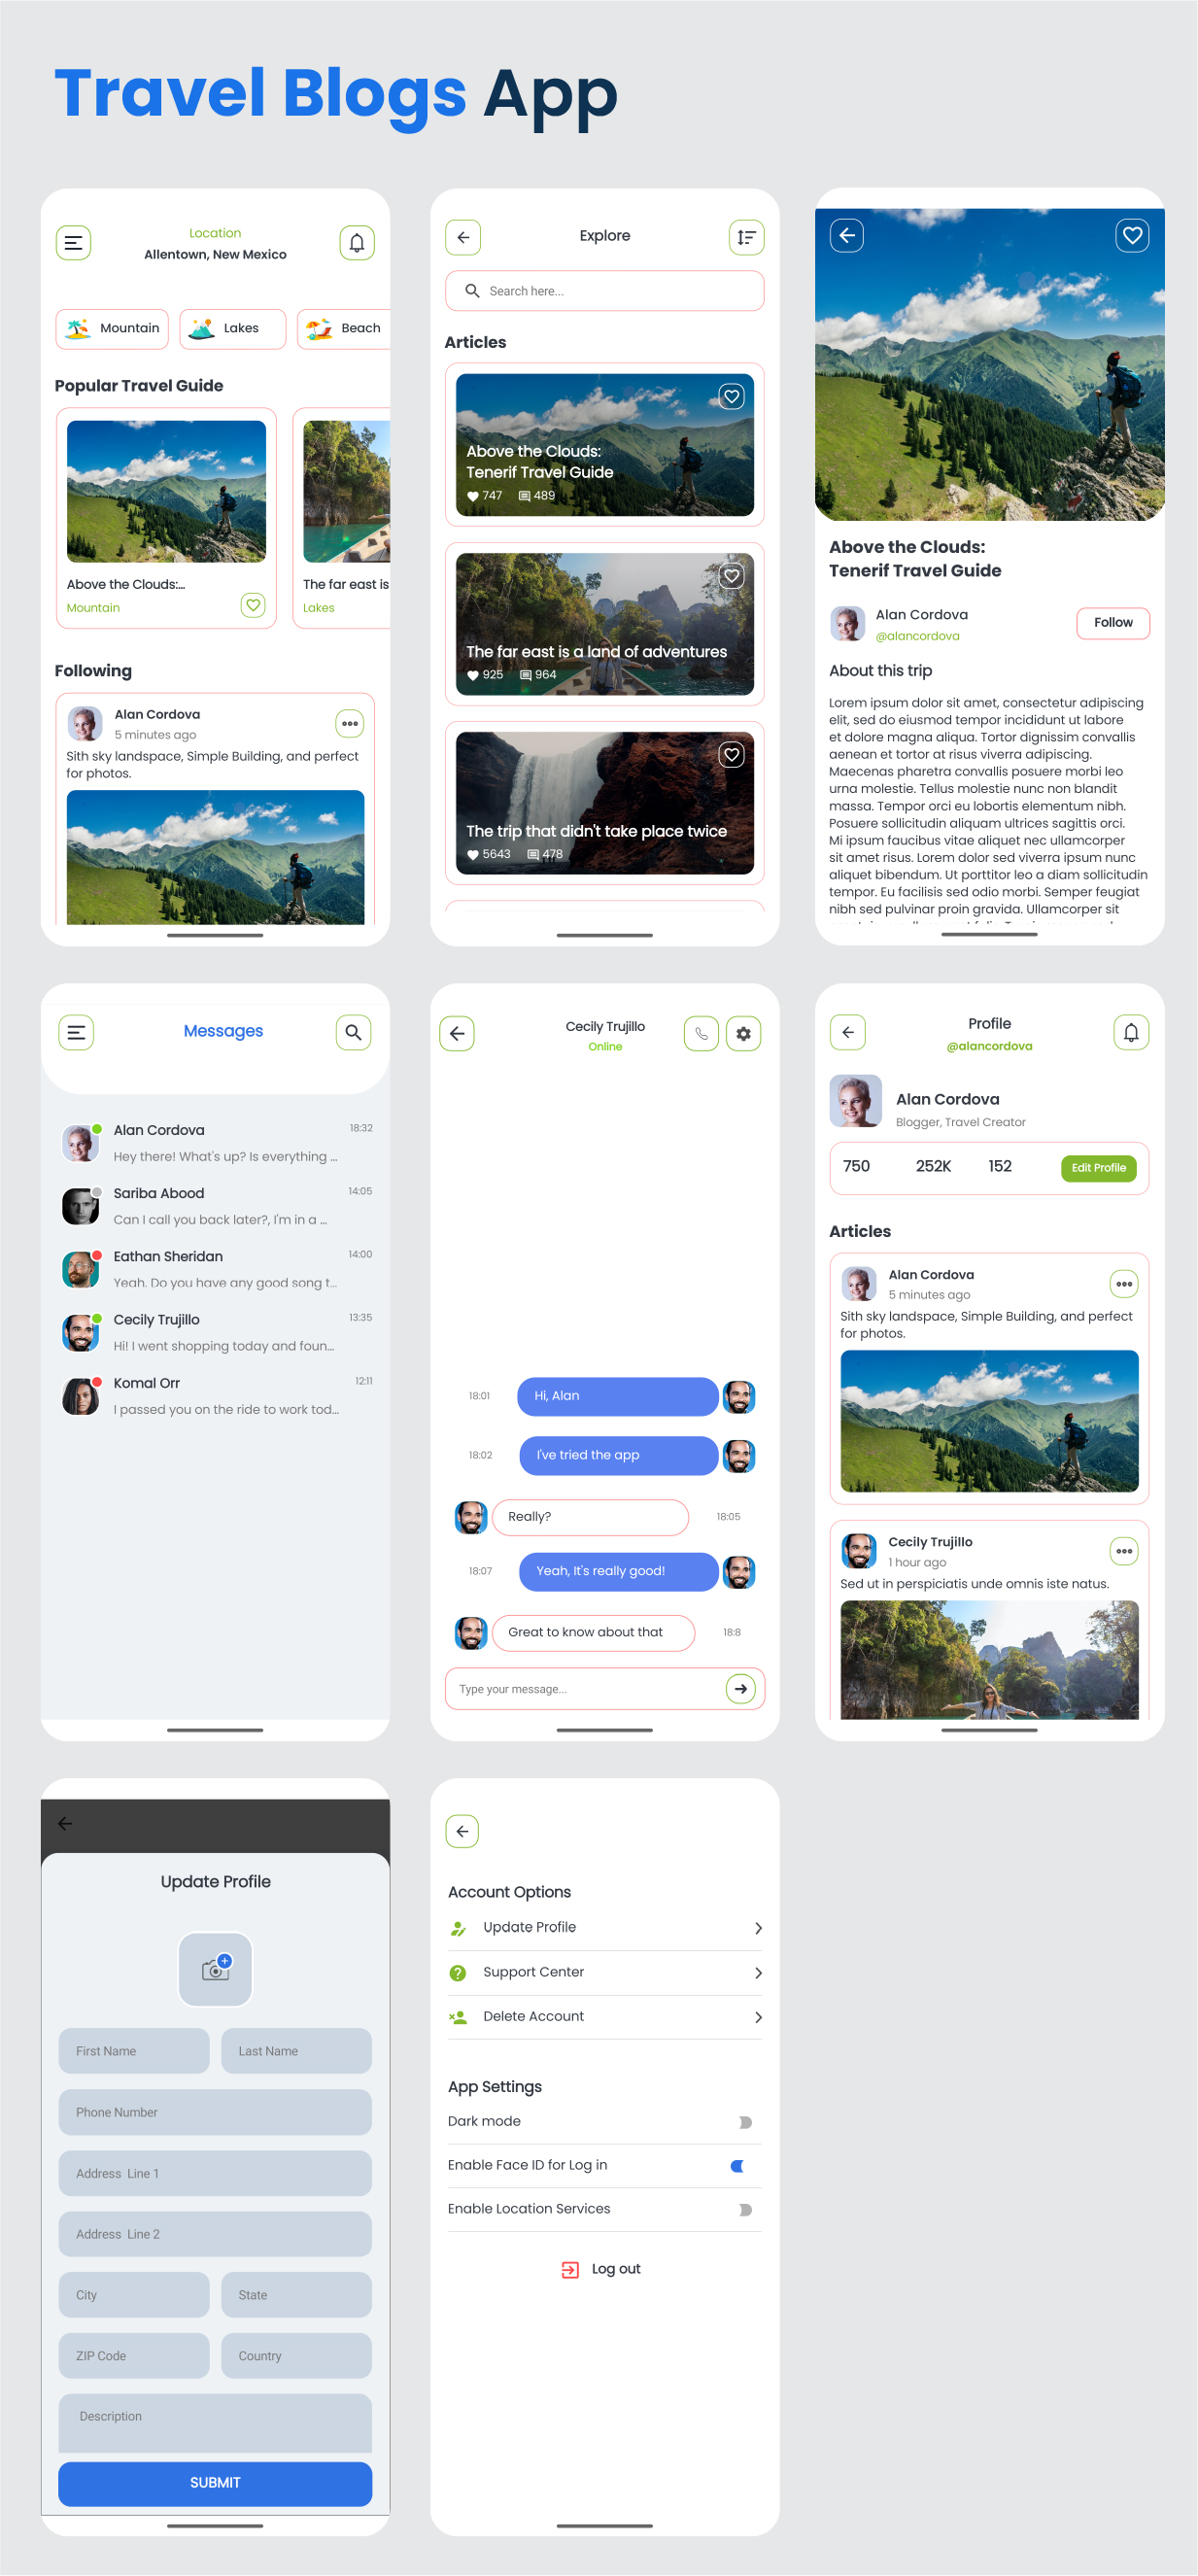 Travel Blogs App
Location
Allentown, New Mexico
Mountain
Lakes
Beach
Popular Travel Guide
Above the Clouds:...
Mountain
The far east is
Lakes
Following
Alan Cordova
5 minutes ago
Sith sky landspace, Simple Building, and perfect
for photos.
Explore
Search here...
Articles
Above the Clouds:
Tenerif Travel Guide
747
489
The far east is a land of adventures
925
964
The trip that didn't take place twice
5643
478
Above the Clouds:
Tenerif Travel Guide
Alan Cordova
@alancordova
Follow
About this trip
Lorem ipsum dolor sit amet, consectetur adipiscing
elit, sed do eiusmod tempor incididunt ut labore
et dolore magna aliqua. Tortor dignissim convallis
aenean et tortor at risus viverra adipiscing.
Maecenas pharetra convallis posuere morbi leo
urna molestie. Tellus molestie nunc non blandit
massa. Tempor orci eu lobortis elementum nibh.
Posuere sollicitudin aliquam ultrices sagittis orci.
Mi ipsum faucibus vitae aliquet nec ullamcorper
sit amet risus. Lorem dolor sed viverra ipsum nunc
aliquet bibendum. Ut porttitor leo a diam sollicitudin
tempor. Eu facilisis sed odio morbi. Semper feugiat
nibh sed pulvinar proin gravida. Ullamcorper sit
Messages
Alan Cordova
18:32
Hey there! What's up? Is everything ...
Sariba Abood
14:05
Can I call you back later?, I'm in a ...
Eathan Sheridan
14:00
Yeah. Do you have any good song t...
Cecily Trujillo
13:35
Hi! I went shopping today and foun...
Komal Orr
12:11
I passed you on the ride to work tod...
Cecily Trujillo
Online
18:01
Hi, Alan
18:02
I've tried the app
Really?
18:05
18:07
Yeah, It's really good!
Great to know about that
18:8
Type your message...
Profile
@alancordova
Alan Cordova
Blogger, Travel Creator
750
252K
152
Edit Profile
Articles
Alan Cordova
5 minutes ago
Sith sky landspace, Simple Building, and perfect
for photos.
Cecily Trujillo
1 hour ago
Sed ut in perspiciatis unde omnis iste natus.
Update Profile
First Name
Last Name
Phone Number
Address Line 1
Address Line 2
City
State
ZIP Code
Country
Description
SUBMIT
Account Options
Update Profile
Support Center
Delete Account
App Settings
Dark mode
Enable Face ID for Log in
Enable Location Services
Log out